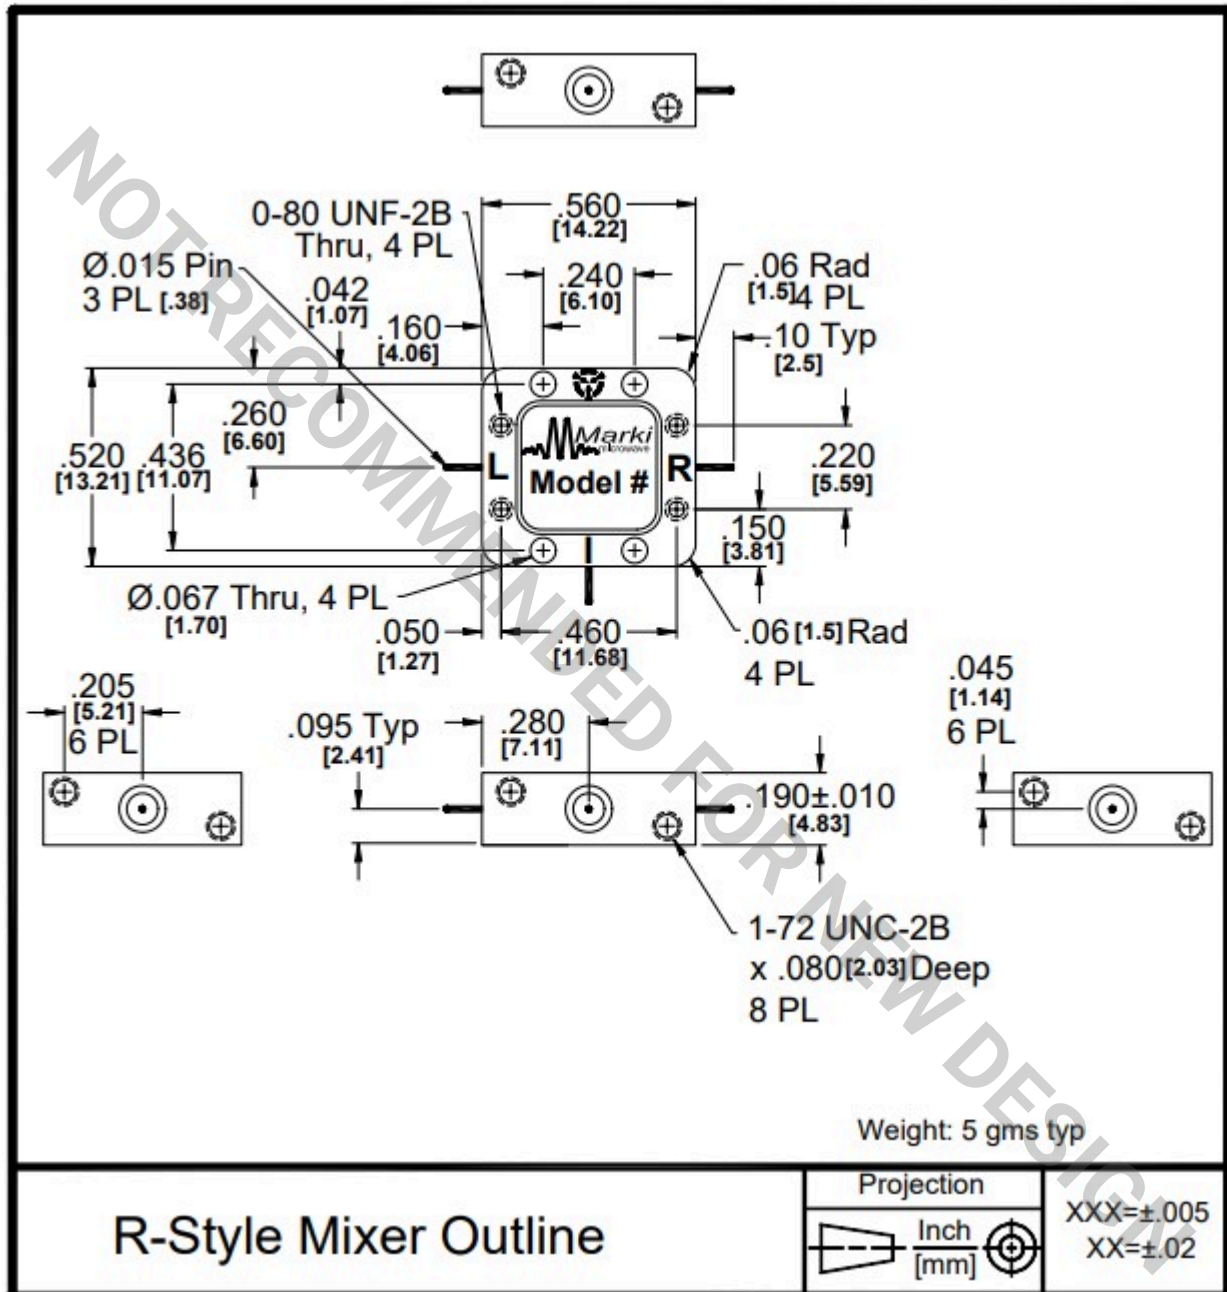 .560
[14.22]
0-80 UNF-2B
Thru, 4 PL
.240
[6.10]
.06 Rad
[1.5] 4 PL
Ø.015 Pin
3 PL [.38]
.042
[1.07]
.160
[4.06]
.10 Typ
[2.5]
.260
[6.60]
.520
[13.21]
.436
[11.07]
Marki
microwave
L
Model #
R
I
.220
[5.59]
.150
[3.81]
Ø.067 Thru, 4 PL
[1.70]
.050
[1.27]
.460
[11.68]
.06 [1.5] Rad
4 PL
.205
[5.21]
6 PL
.095 Typ
[2.41]
.280
[7.11]
.045
[1.14]
6 PL
.190±.010
[4.83]
1-72 UNC-2B
x .080 [2.03] Deep
8 PL
NOT RECOMMENDED FOR NEW DESIGN
Weight: 5 gms typ
R-Style Mixer Outline
Projection
Inch
[mm]
XXX=±.005
XX=±.02